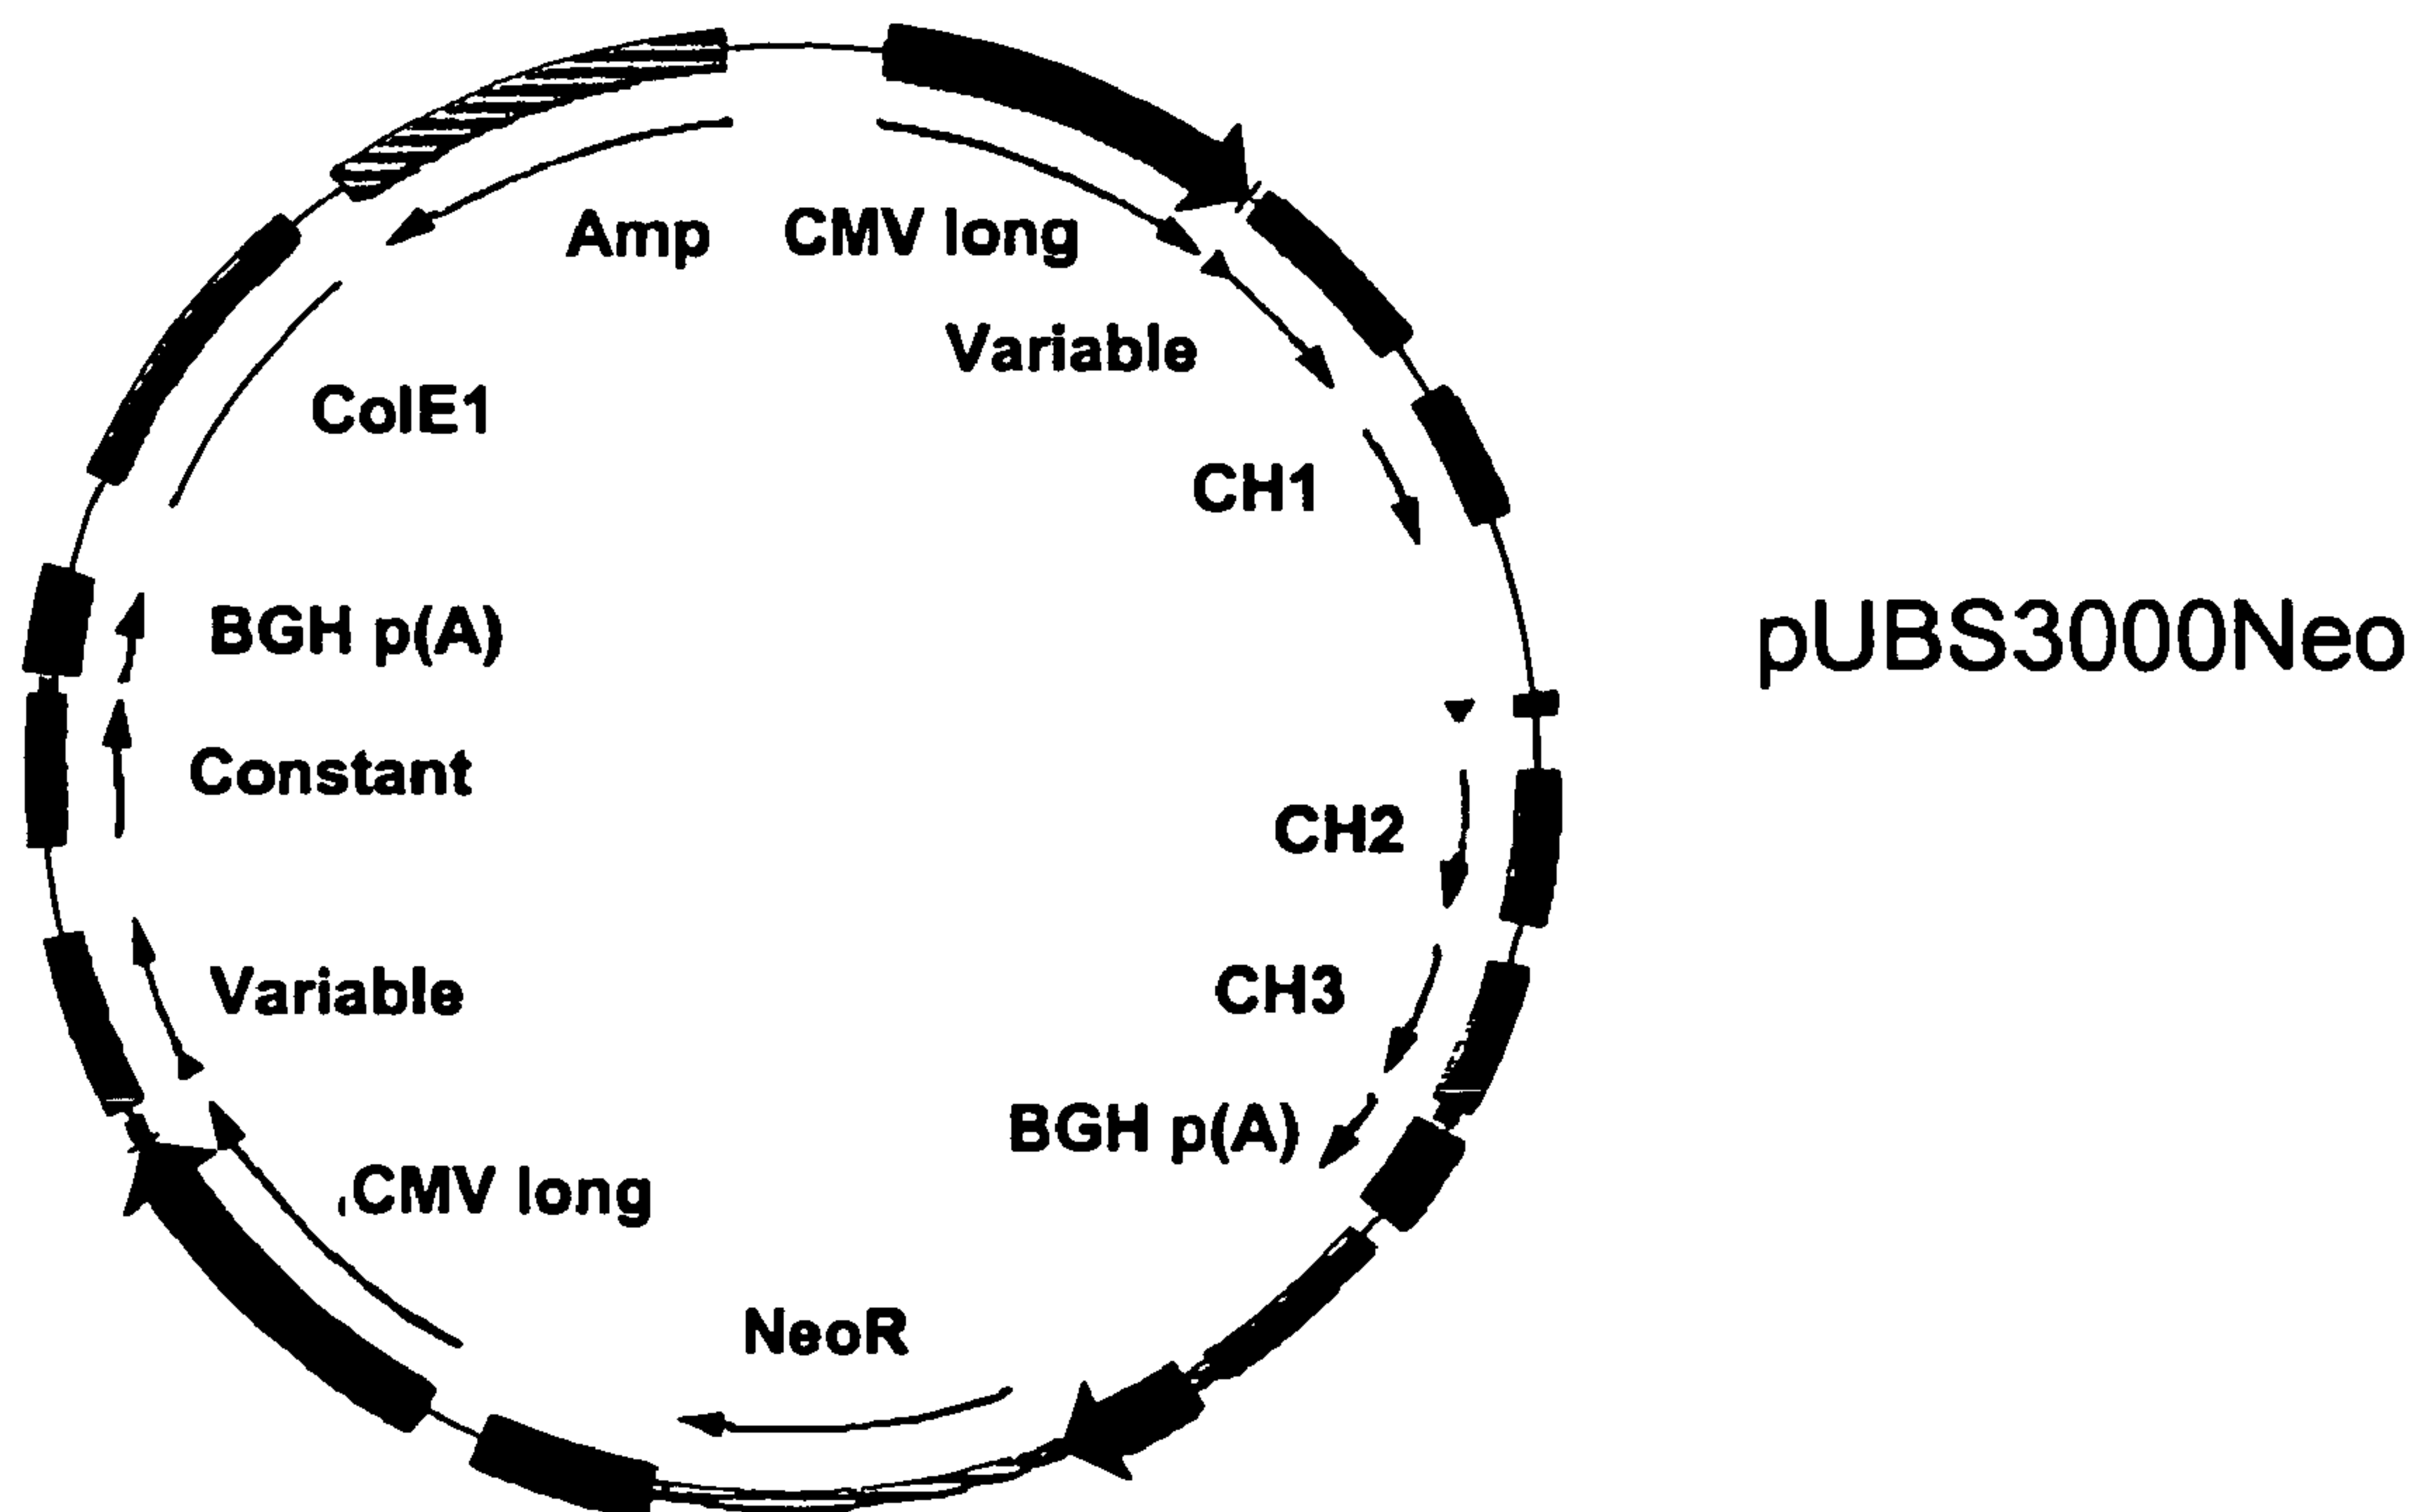 Amp CMV long
Variable
ColE1
CH1
BGH p(A)
pUBS3000Neo
Constant
CH2
Variable
CH3
BGH p(A)
CMV long
NeoR